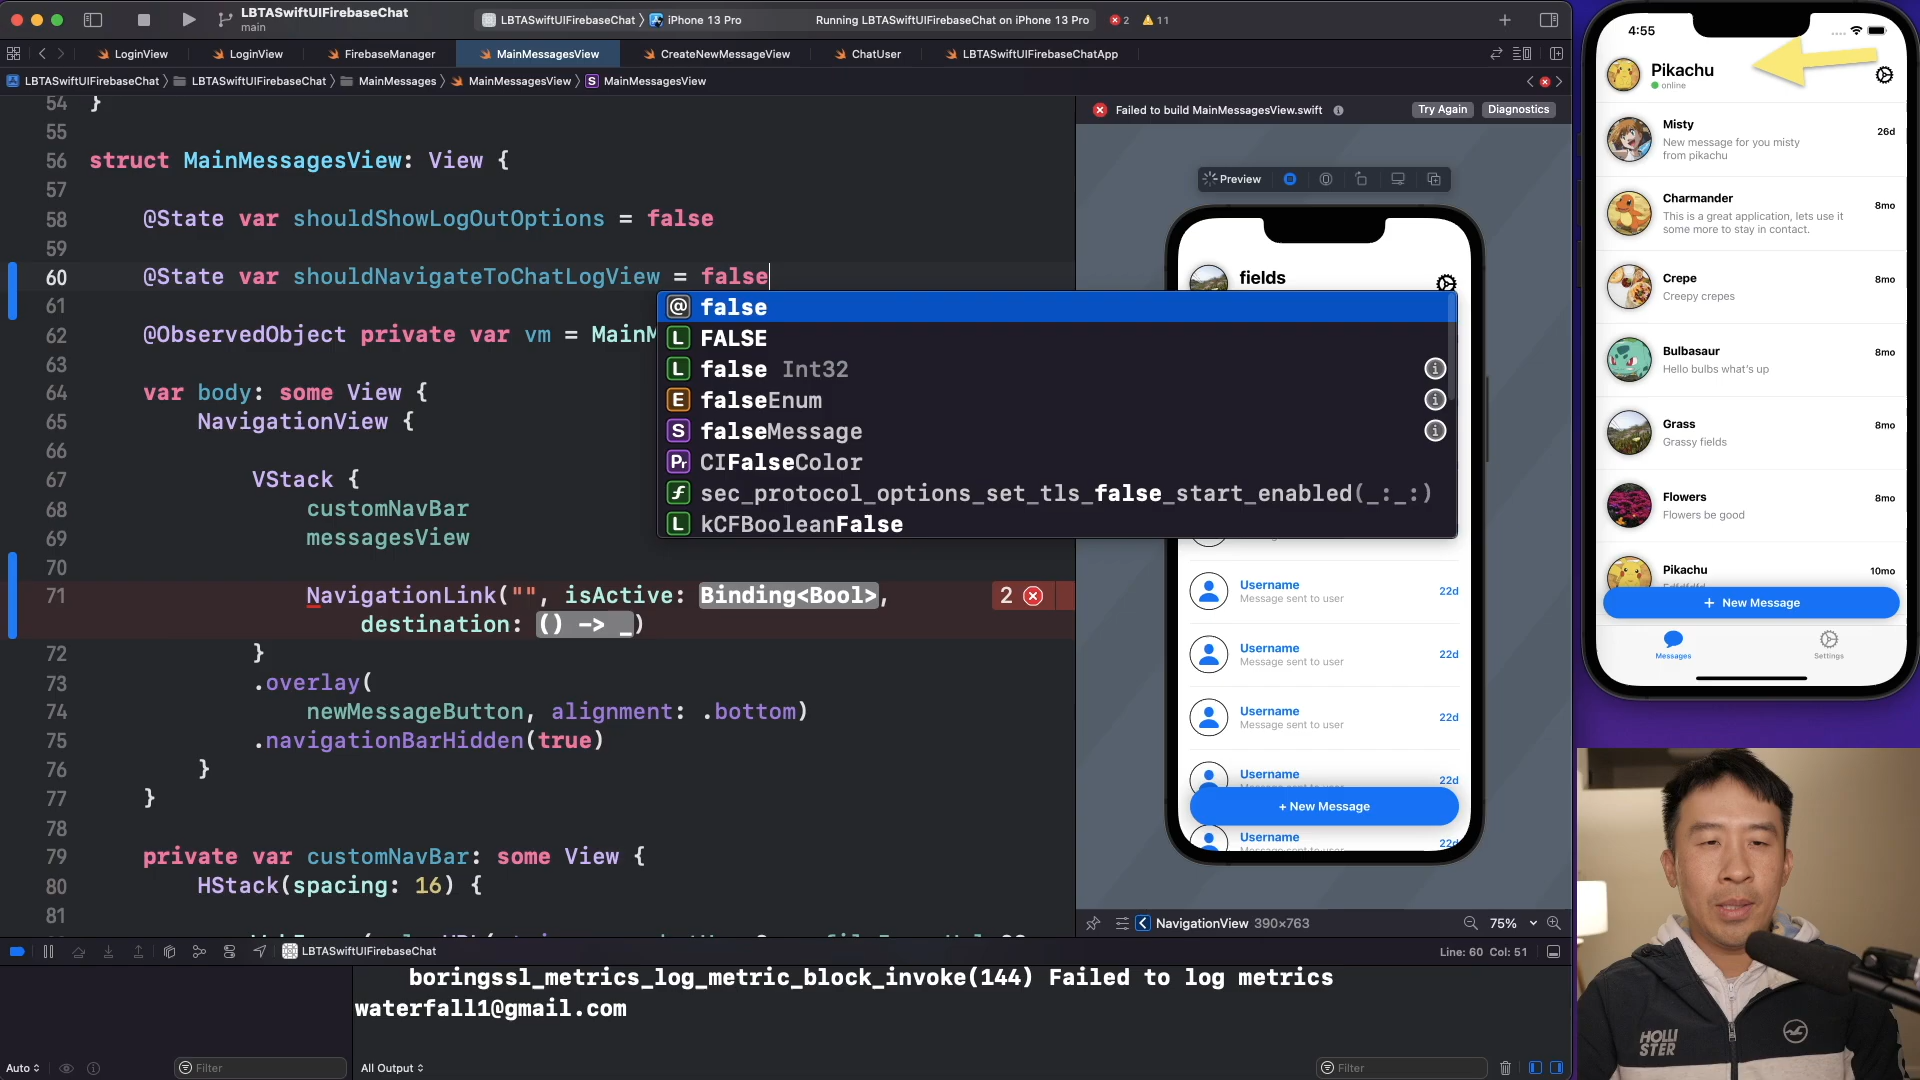 LBTASwiftUIFirebaseChat
main
LBTASwiftUIFirebaseChat
iPhone 13 Pro
Running LBTASwiftUIFirebaseChat on iPhone 13 Pro
2
11
LoginView
LoginView
FirebaseManager
MainMessagesView
CreateNewMessageView
ChatUser
LBTASwiftUIFirebaseChatApp
LBTASwiftUIFirebaseChat
LBTASwiftUIFirebaseChat
MainMessages
MainMessagesView
S MainMessagesView
54 }
55
56 struct MainMessagesView: View {
57
58 @State var shouldShowLogOutOptions = false
59
60 @State var shouldNavigateToChatLogView = false
61
62 @ObservedObject private var vm = MainM
63
64 var body: some View {
65 NavigationView {
66
67 VStack {
68 customNavBar
69 messagesView
70
71 NavigationLink("", isActive: Binding<Bool>,
destination: () -> _)
2
72 }
73 .overlay(
74 newMessageButton, alignment: .bottom)
75 .navigationBarHidden(true)
76 }
77 }
78
79 private var customNavBar: some View {
80 HStack(spacing: 16) {
81
@ false
L FALSE
L false Int32
E falseEnum
S falseMessage
Pr CIFalseColor
f sec_protocol_options_set_tls_false_start_enabled(_:_:)
L kCFBooleanFalse
Failed to build MainMessagesView.swift
Try Again
Diagnostics
Preview
fields
Username
Message sent to user
22d
Username
Message sent to user
22d
Username
Message sent to user
22d
Username
22d
+ New Message
Username
22d
NavigationView 390×763
75%
LBTASwiftUIFirebaseChat
Line: 60 Col: 51
boringssl_metrics_log_metric_block_invoke(144) Failed to log metrics
waterfall1@gmail.com
Auto
Filter
All Output
Filter
4:55
Pikachu
online
Misty
New message for you misty
from pikachu
26d
Charmander
This is a great application, lets use it
some more to stay in contact.
8mo
Crepe
Creepy crepes
8mo
Bulbasaur
Hello bulbs what's up
8mo
Grass
Grassy fields
8mo
Flowers
Flowers be good
8mo
Pikachu
10mo
+ New Message
Messages
Settings
HOLLI
STER